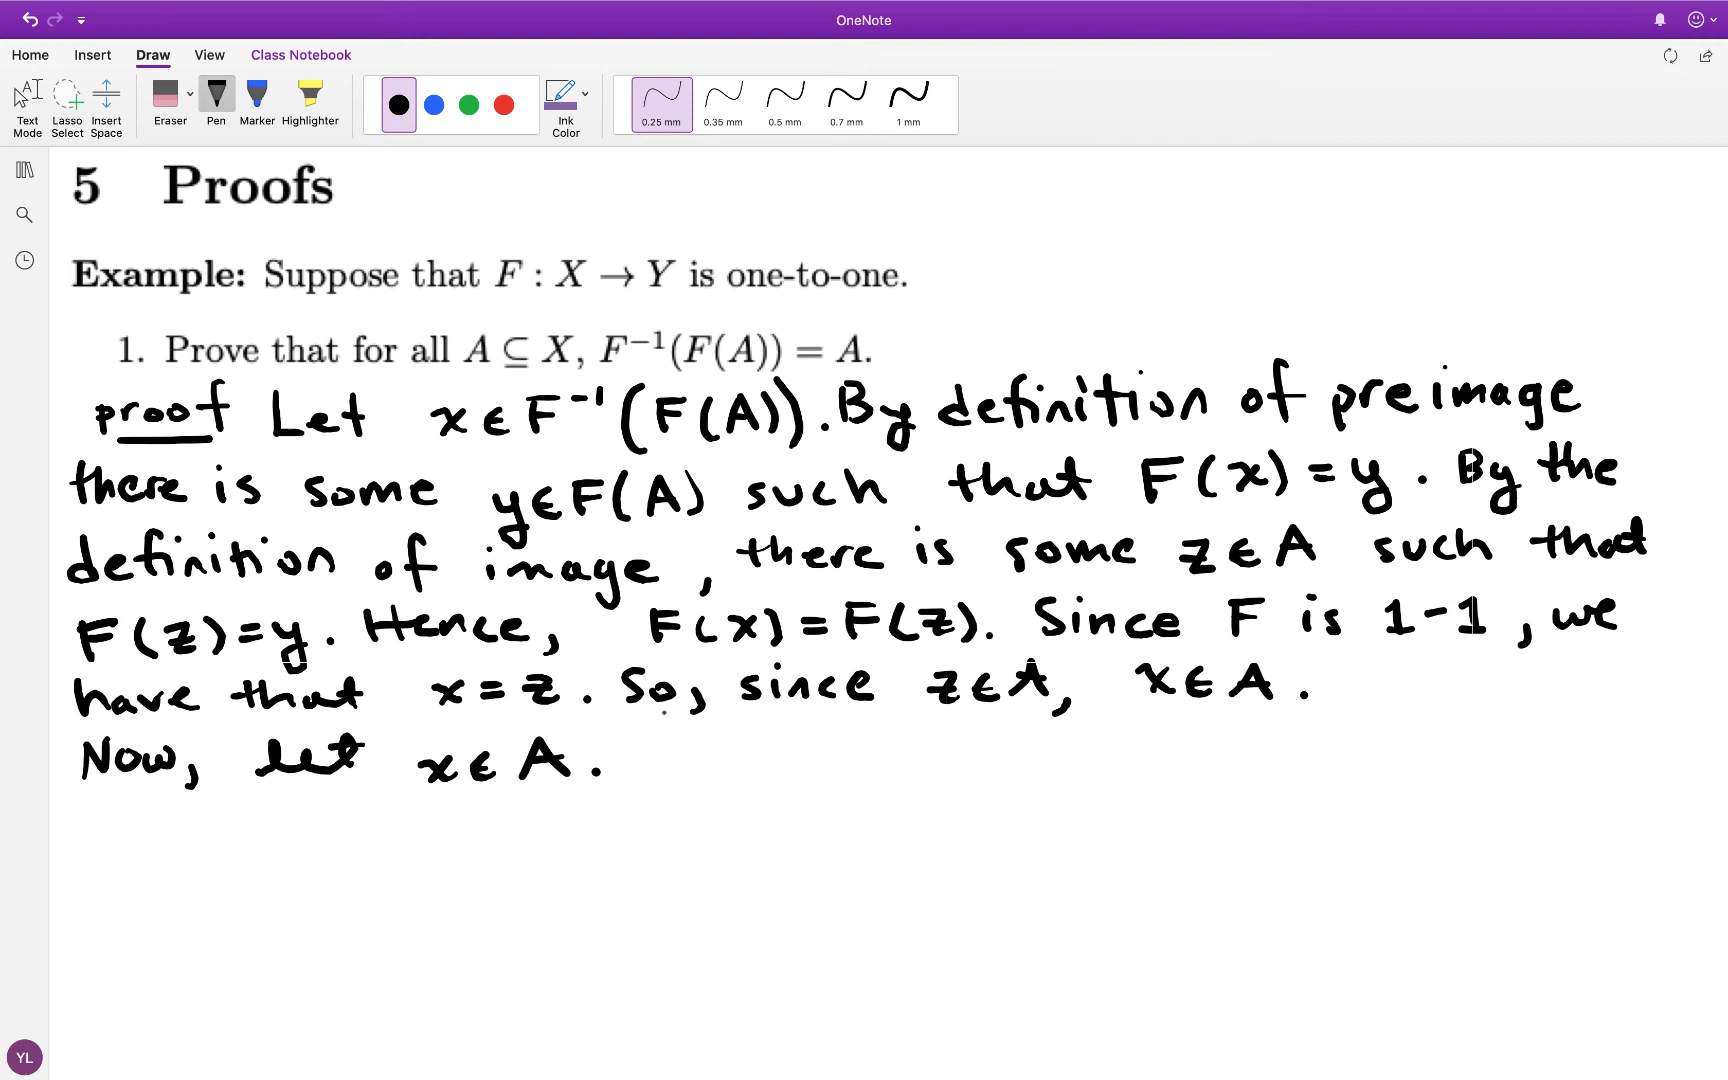 OneNote
Home Insert Draw View Class Notebook
Text Mode Lasso Select Insert Space Eraser Pen Marker Highlighter Ink Color 0.25 mm 0.35 mm 0.5 mm 0.7 mm 1 mm
5 Proofs
Example: Suppose that F : X → Y is one-to-one.
1. Prove that for all A ⊆ X, F⁻¹(F(A)) = A.
proof Let x ∈ F⁻¹(F(A)). By definition of preimage
there is some y ∈ F(A) such that F(x) = y. By the
definition of image, there is some z ∈ A such that
F(z) = y. Hence, F(x) = F(z). Since F is 1-1, we
have that x = z. So, since z ∈ A, x ∈ A.
Now, let x ∈ A.
YL